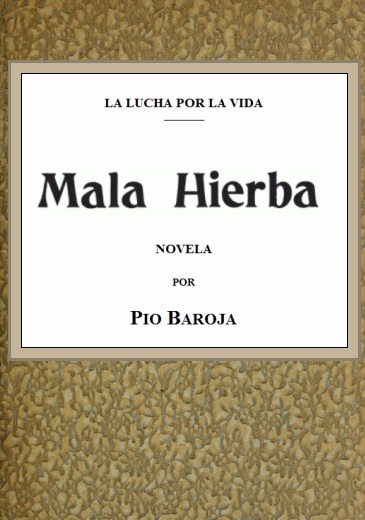 LA LUCHA POR LA VIDA
Mala Hierba
NOVELA
POR
PIO BAROJA